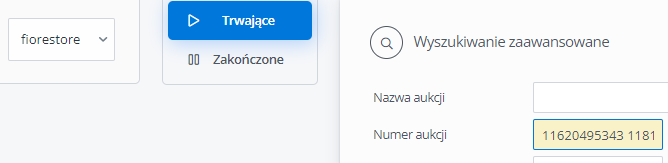 fiorestore
Trwające
Zakończone
Wyszukiwanie zaawansowane
Nazwa aukcji
Numer aukcji
11620495343 1181